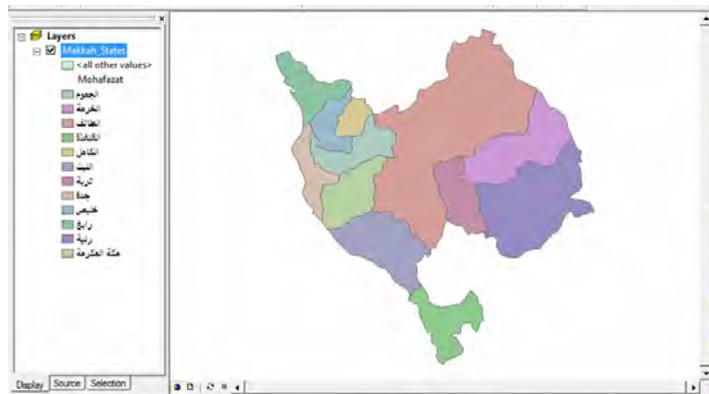 Layers
Makkah_States
<all other values>
Mohafazat
الجموم
الخرمة
الطائف
القنفذة
الكامل
الليث
تربة
جدة
خليص
رابغ
رنية
مكة المكرمة
Display Source Selection